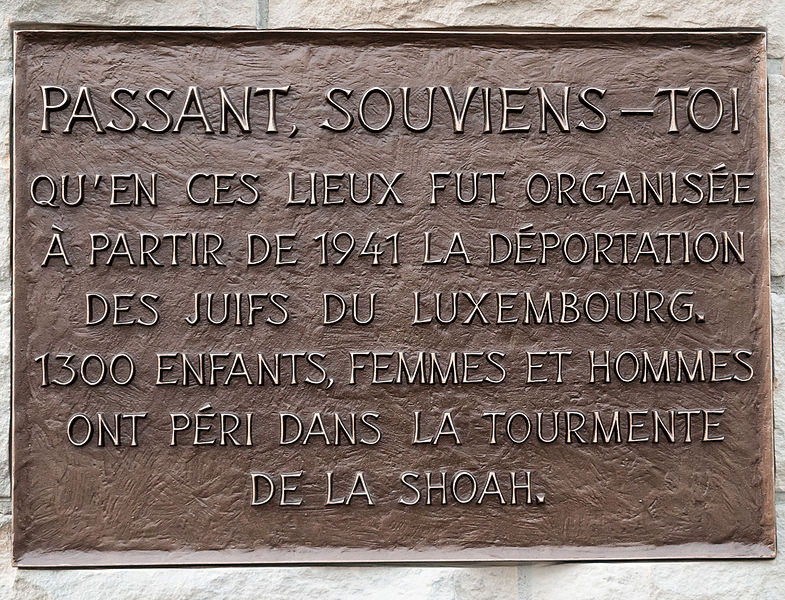 PASSANT, SOUVIENS-TOI
QU'EN CES LIEUX FUT ORGANISÉE
À PARTIR DE 1941 LA DÉPORTATION
DES JUIFS DU LUXEMBOURG.
1300 ENFANTS, FEMMES ET HOMMES
ONT PÉRI DANS LA TOURMENTE
DE LA SHOAH.